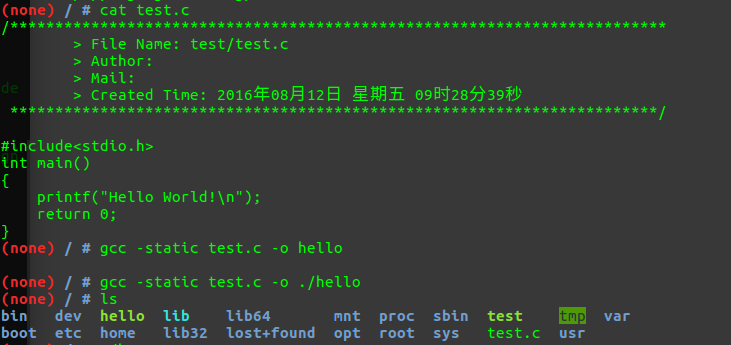 (none) / # cat test.c
/*************************************************************************
        > File Name: test/test.c
        > Author:
        > Mail:
        > Created Time: 2016年08月12日 星期五 09时28分39秒
 ************************************************************************/
#include<stdio.h>
int main()
{
    printf("Hello World!\n");
    return 0;
}
(none) / # gcc -static test.c -o hello
(none) / # gcc -static test.c -o ./hello
(none) / # ls
bin   dev  hello  lib    lib64       mnt  proc  sbin  test    tmp  var
boot  etc  home   lib32  lost+found  opt  root  sys   test.c  usr